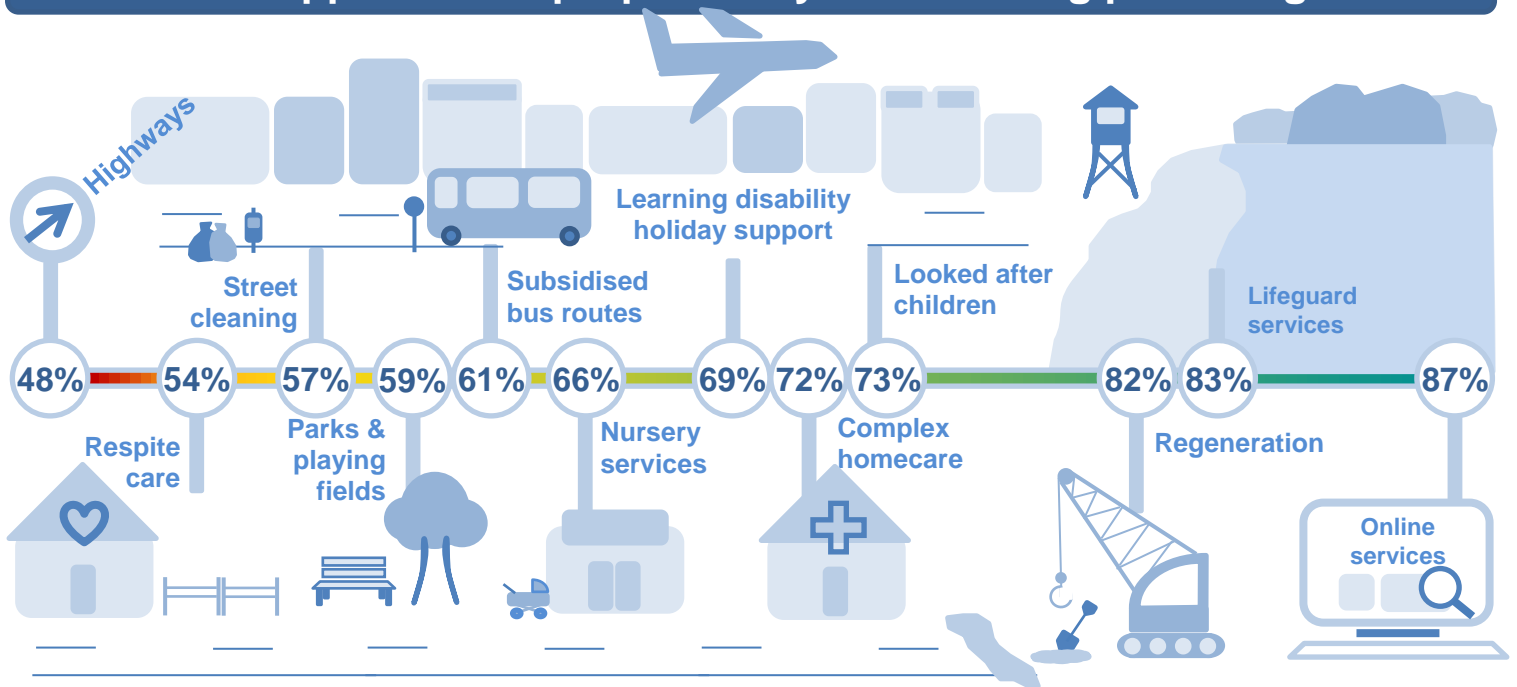 Highways
Learning disability
holiday support
Street
cleaning
Subsidised
bus routes
Looked after
children
Lifeguard
services
48% 54% 57% 59% 61% 66% 69% 72% 73% 82% 83% 87%
Respite
care
Parks &
playing
fields
Nursery
services
Complex
homecare
Regeneration
Online
services